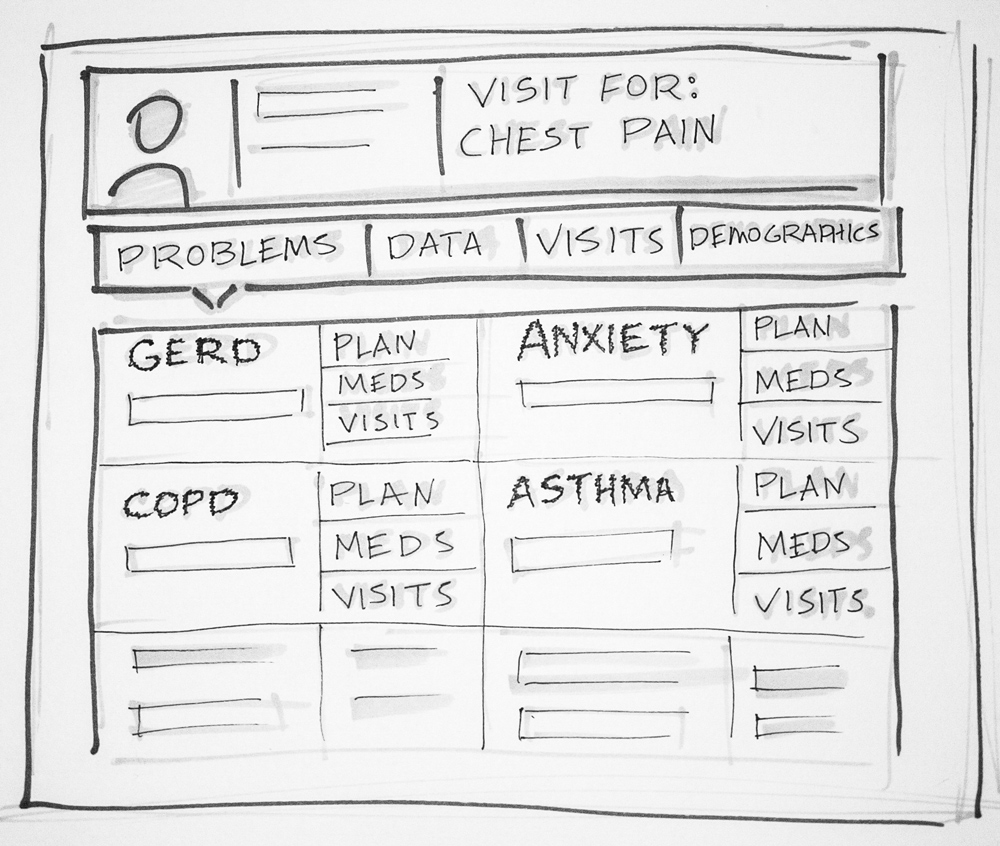 VISIT FOR:
CHEST PAIN
PROBLEMS
DATA
VISITS
DEMOGRAPHICS
GERD
PLAN
MEDS
VISITS
ANXIETY
PLAN
MEDS
VISITS
COPD
PLAN
MEDS
VISITS
ASTHMA
PLAN
MEDS
VISITS